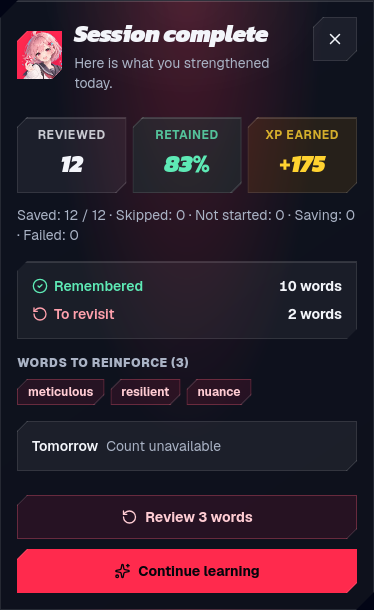 Session complete
Here is what you strengthened
today.
REVIEWED
12
RETAINED
83%
XP EARNED
+175
Saved: 12 / 12 · Skipped: 0 · Not started: 0 · Saving: 0
· Failed: 0
Remembered 10 words
To revisit 2 words
WORDS TO REINFORCE (3)
meticulous resilient nuance
Tomorrow Count unavailable
Review 3 words
Continue learning